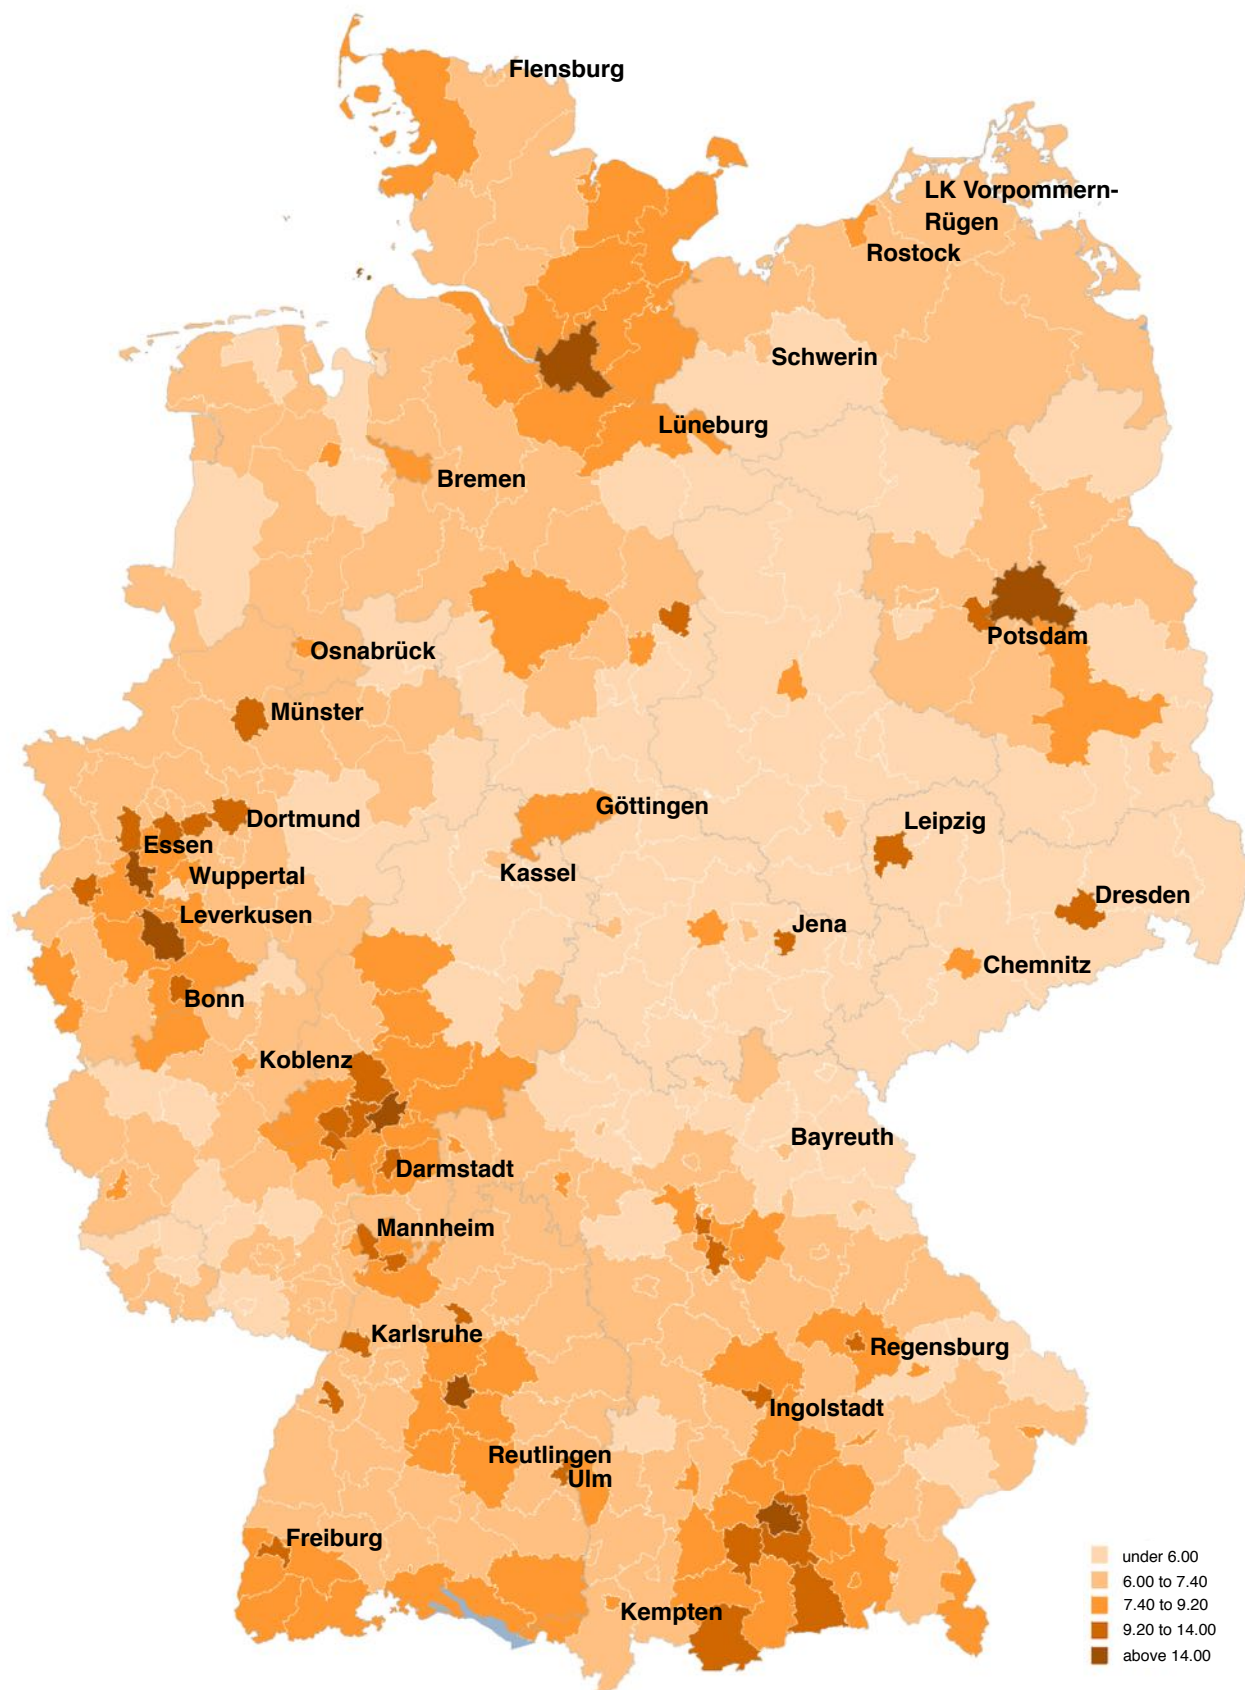 Flensburg
LK Vorpommern-
Rügen
Rostock
Schwerin
Lüneburg
Bremen
Potsdam
Osnabrück
Münster
Göttingen
Dortmund
Leipzig
Essen
Kassel
Wuppertal
Dresden
Leverkusen
Jena
Chemnitz
Bonn
Koblenz
Bayreuth
Darmstadt
Mannheim
Karlsruhe
Regensburg
Ingolstadt
Reutlingen
Ulm
Freiburg
Kempten
under 6.00
6.00 to 7.40
7.40 to 9.20
9.20 to 14.00
above 14.00